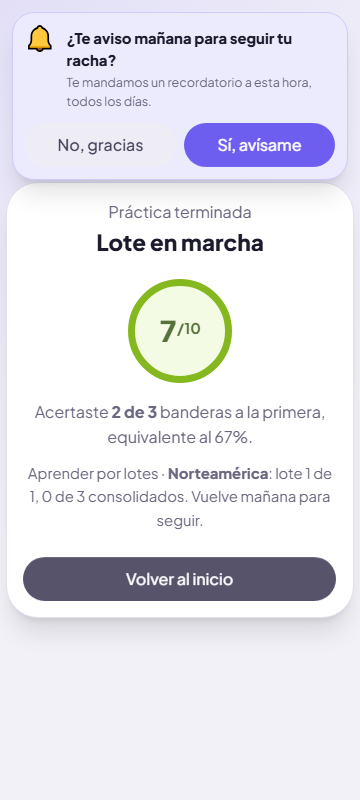 ¿Te aviso mañana para seguir tu
racha?
Te mandamos un recordatorio a esta hora,
todos los días.
No, gracias
Sí, avísame
Práctica terminada
Lote en marcha
7/10
Acertaste 2 de 3 banderas a la primera,
equivalente al 67%.
Aprender por lotes · Norteamérica: lote 1 de
1, 0 de 3 consolidados. Vuelve mañana para
seguir.
Volver al inicio